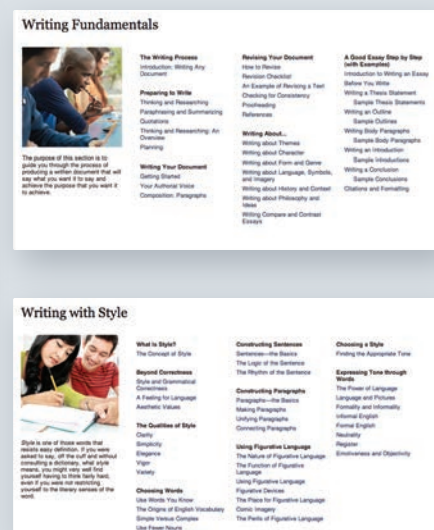 Writing Fundamentals
The purpose of this section is to
guide you through the process of
producing a written document that will
say what you want it to say and
achieve the purpose that you want it
to achieve.
The Writing Process
Introduction: Writing Any
Document
Preparing to Write
Thinking and Researching
Paraphrasing and Summarizing
Quotations
Thinking and Researching: An
Overview
Planning
Writing Your Document
Getting Started
Your Authorial Voice
Composition: Paragraphs
Revising Your Document
How to Revise
Revision Checklist
An Example of Revising a Text
Checking for Consistency
Proofreading
References
Writing About...
Writing about Themes
Writing about Character
Writing about Form and Genre
Writing about Language, Symbols,
and Imagery
Writing about History and Context
Writing about Philosophy and
Ideas
Writing Compare and Contrast
Essays
A Good Essay Step by Step
(with Examples)
Introduction to Writing an Essay
Before You Write
Writing a Thesis Statement
Sample Thesis Statements
Writing an Outline
Sample Outlines
Writing Body Paragraphs
Sample Body Paragraphs
Writing an Introduction
Sample Introductions
Writing a Conclusion
Sample Conclusions
Citations and Formatting
Writing with Style
Style is one of those words that
resists easy definition. If you were
asked to say, off the cuff and without
consulting a dictionary, what style
means, you might very well find
yourself having to think fairly hard,
even if you were not restricting
yourself to the literary senses of the
word.
What is Style?
The Concept of Style
Beyond Correctness
Style and Grammatical
Correctness
A Feeling for Language
Aesthetic Values
The Qualities of Style
Clarity
Simplicity
Elegance
Vigor
Variety
Choosing Words
Use Words You Know
The Origins of English Vocabulary
Simple Versus Complex
Use Fewer Nouns
Constructing Sentences
Sentences—the Basics
The Logic of the Sentence
The Rhythm of the Sentence
Constructing Paragraphs
Paragraphs—the Basics
Making Paragraphs
Unifying Paragraphs
Connecting Paragraphs
Using Figurative Language
The Nature of Figurative Language
The Function of Figurative
Language
Using Figurative Language
Figurative Devices
The Place for Figurative Language
Comic Imagery
The Perils of Figurative Language
Choosing a Style
Finding the Appropriate Tone
Expressing Tone through
Words
The Power of Language
Language and Pictures
Formality and Informality
Informal English
Formal English
Neutrality
Register
Emotiveness and Objectivity